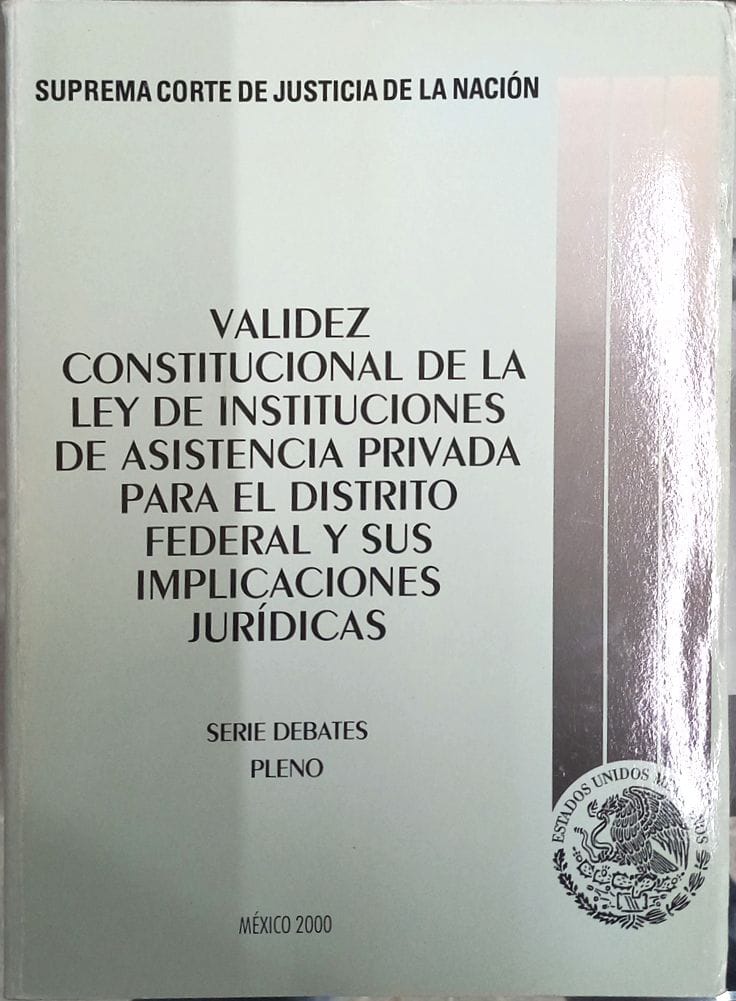 SUPREMA CORTE DE JUSTICIA DE LA NACIÓN
VALIDEZ
CONSTITUCIONAL DE LA
LEY DE INSTITUCIONES
DE ASISTENCIA PRIVADA
PARA EL DISTRITO
FEDERAL Y SUS
IMPLICACIONES
JURÍDICAS
SERIE DEBATES
PLENO
ESTADOS UNIDOS
MÉXICO 2000